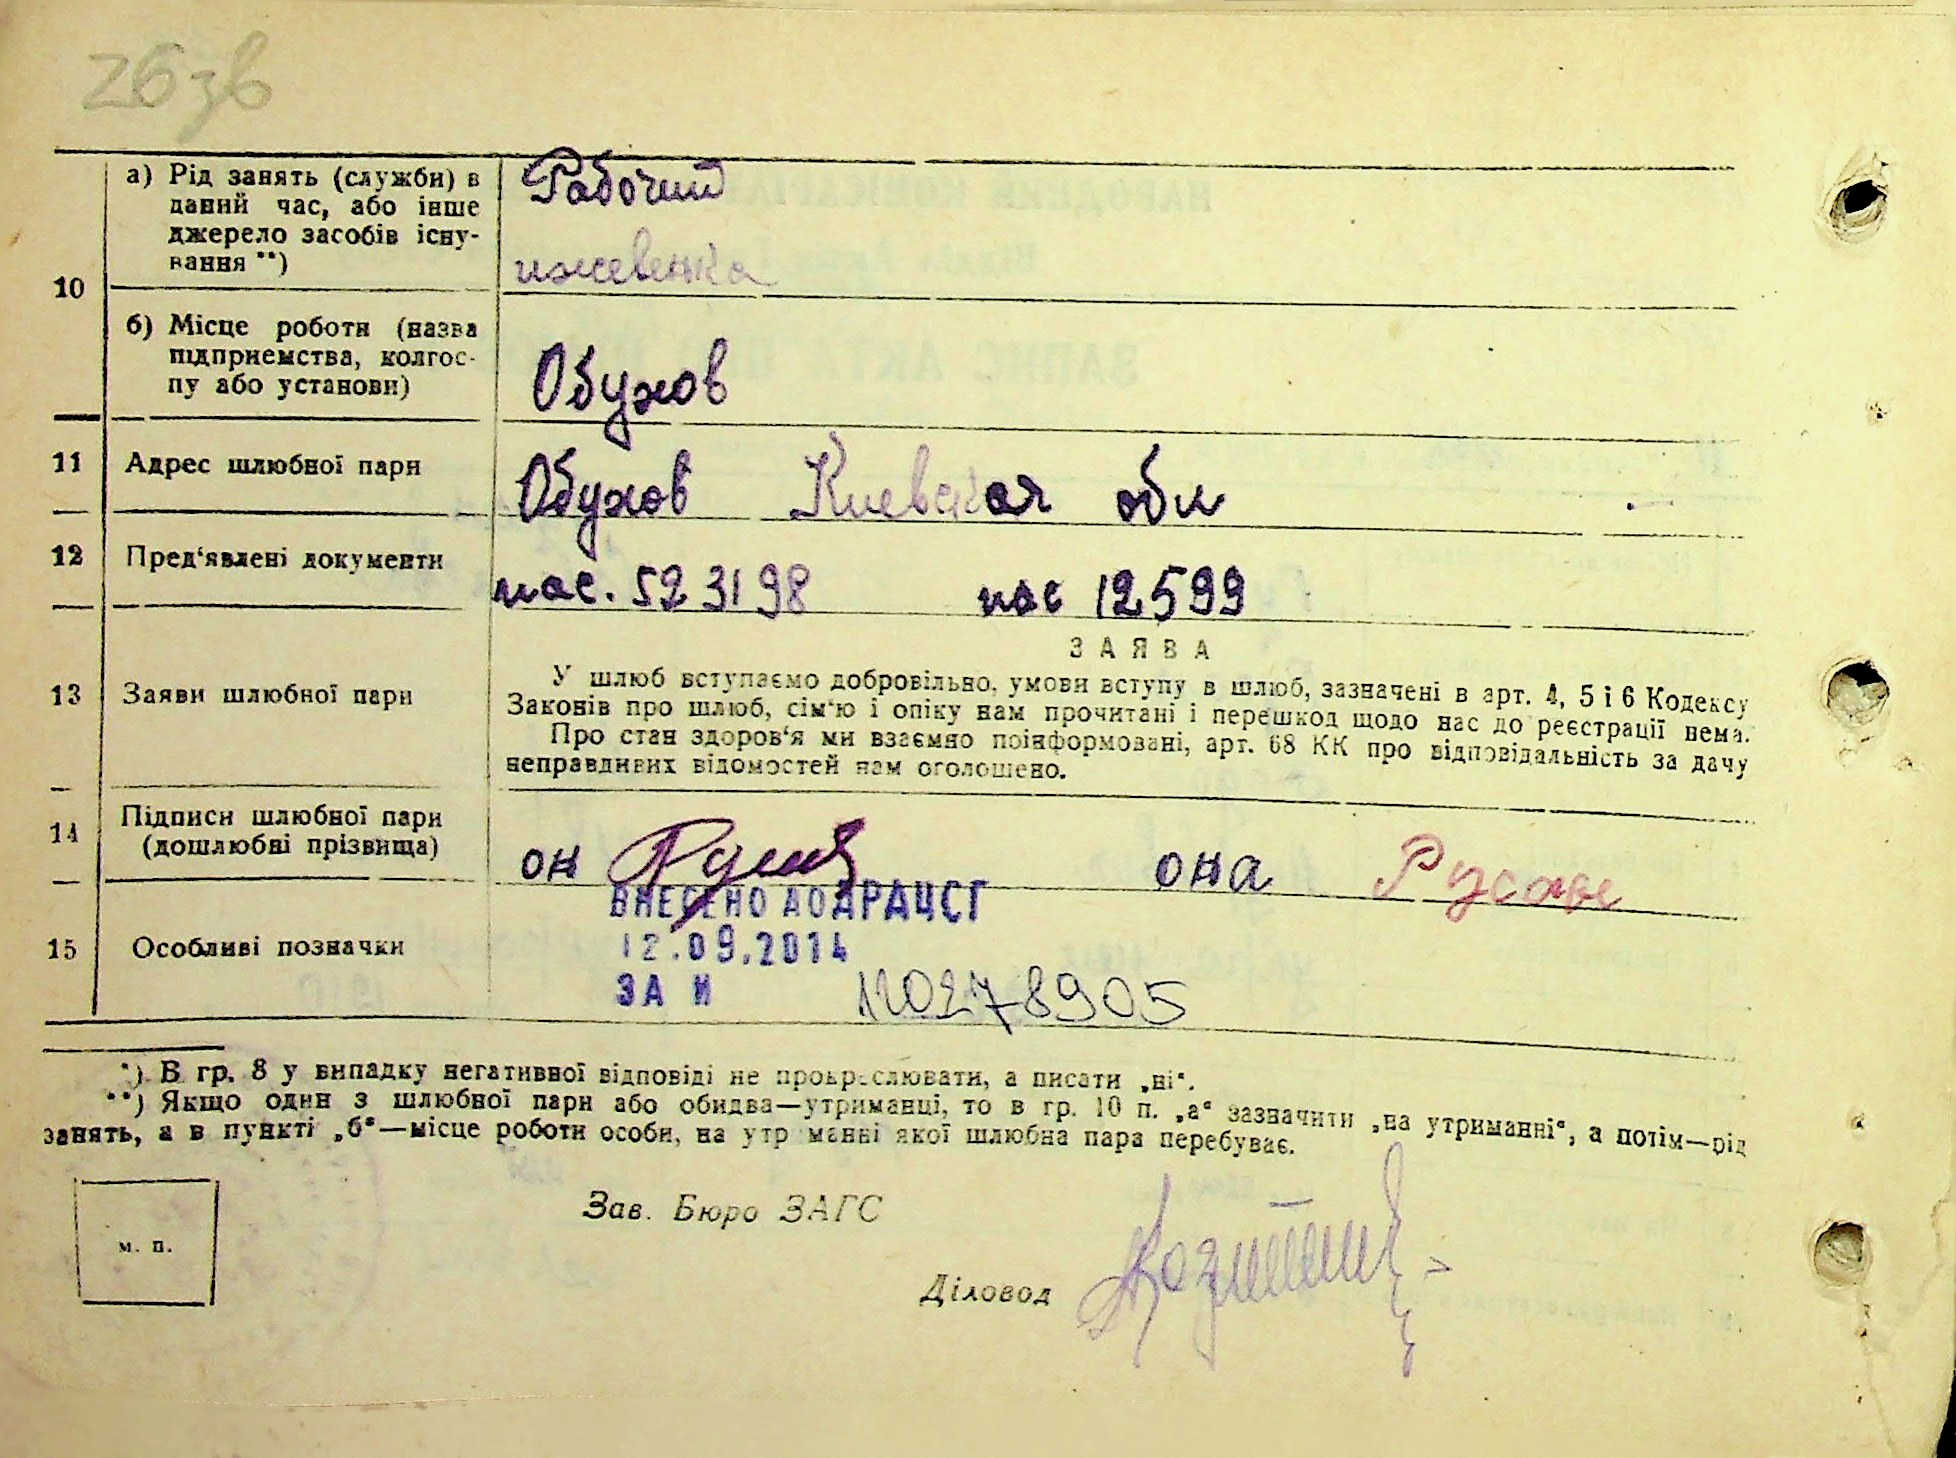 263в
10
а) Рід занять (служби) в
даний час, або інше
джерело засобів існу-
вання **)
Рабочий
б) Місце роботи (назва
підприємства, колгос-
пу або установи)
Обухов
11 Адрес шлюбної пари
Обухов Киевская обл
12 Пред‘явлені документи
пас. 523198 пас 12599
13 Заяви шлюбної пари
ЗАЯВА
У шлюб вступаємо добровільно, умови вступу в шлюб, зазначені в арт. 4, 5 і 6 Кодексу
Законів про шлюб, сім‘ю і опіку нам прочитані і перешкод щодо нас до реєстрації нема.
Про стан здоров‘я ми взаємно поінформовані, арт. 68 КК про відповідальність за дачу
неправдивих відомостей нам оголошено.
14 Підписи шлюбної пари
(дошлюбні прізвища)
он она
15 Особливі позначки
ВНЕСЕНО ДО ДРАЦСГ
12.09.2014
ЗА N
*) В гр. 8 у випадку негативної відповіді не прокреслювати, а писати „ні“.
**) Якщо один з шлюбної пари або обидва—утриманці, то в гр. 10 п. „а“ зазначити „на утриманні“, а потім—рід
занять, а в пункті „б“—місце роботи особи, на утриманні якої шлюбна пара перебуває.
м. п.
Зав. Бюро ЗАГС
Діловод